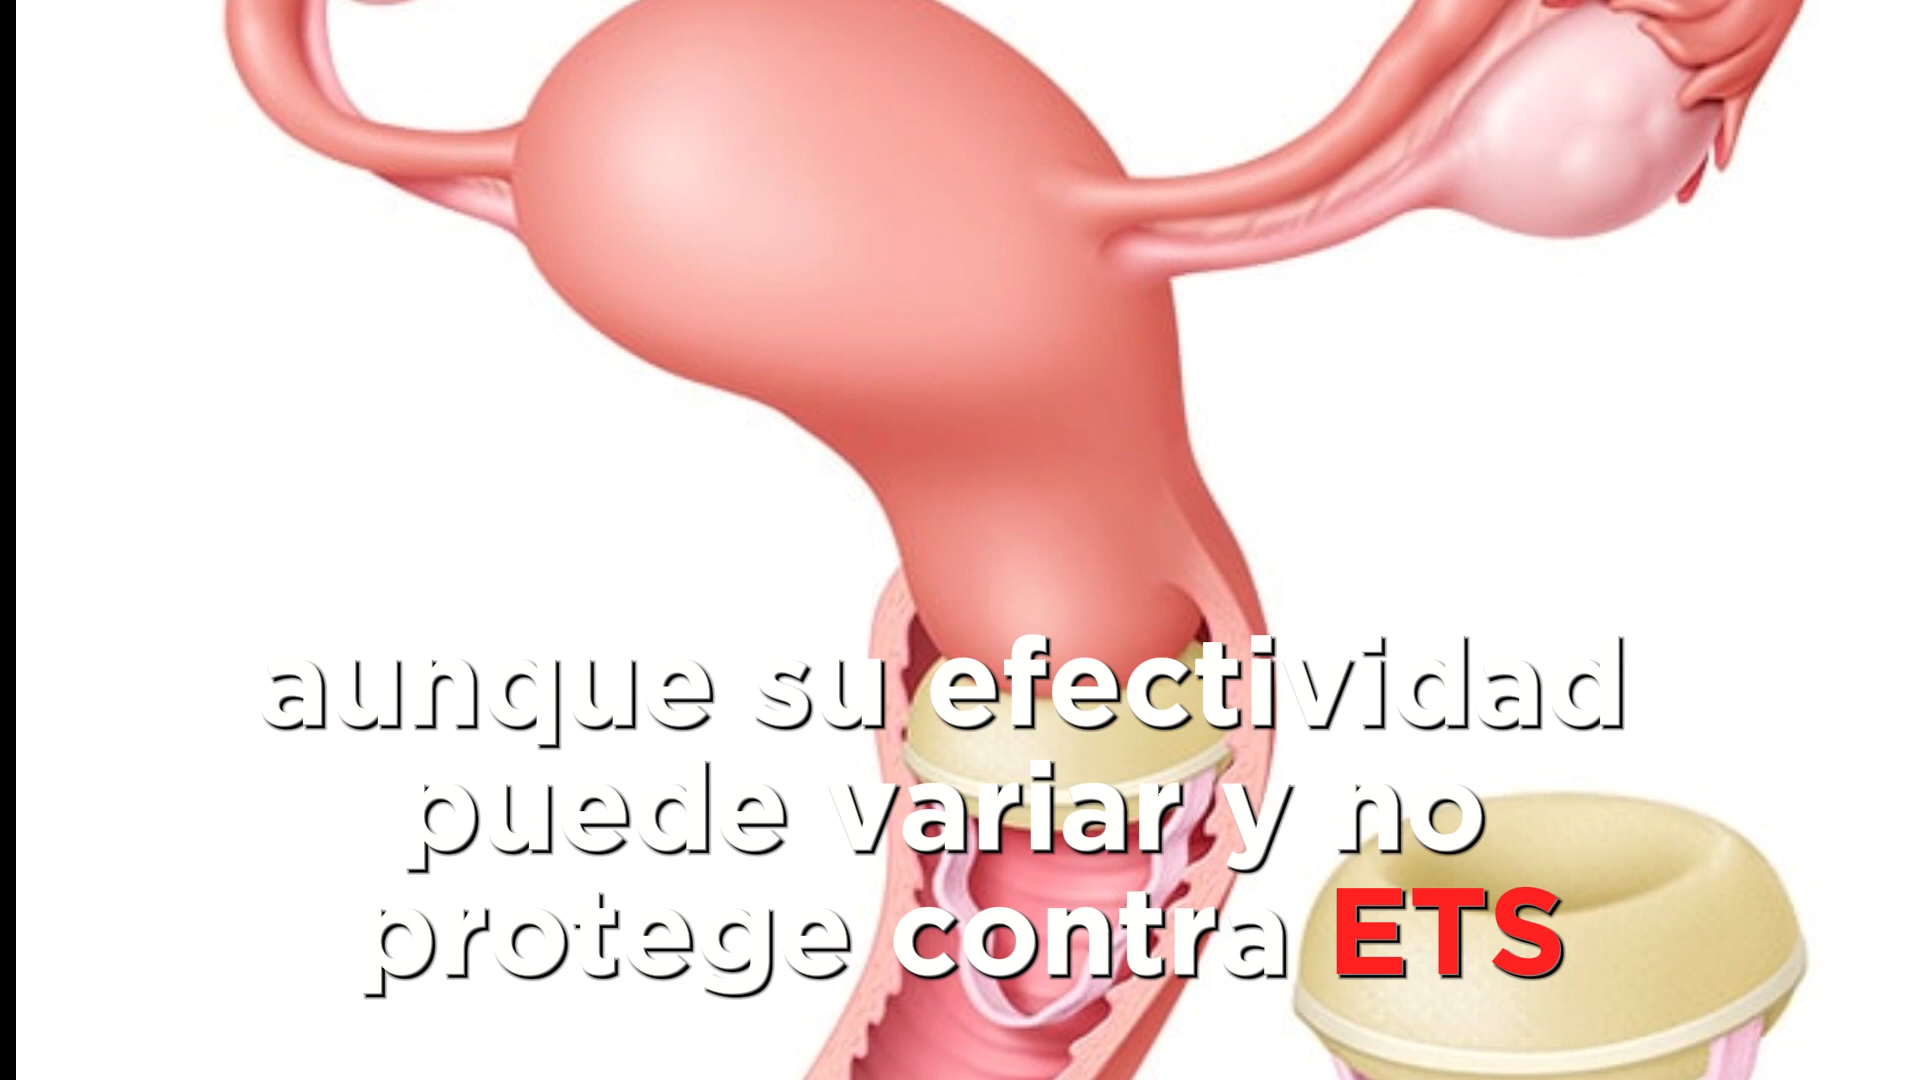 aunque su efectividad
puede variar y no
protege contra ETS